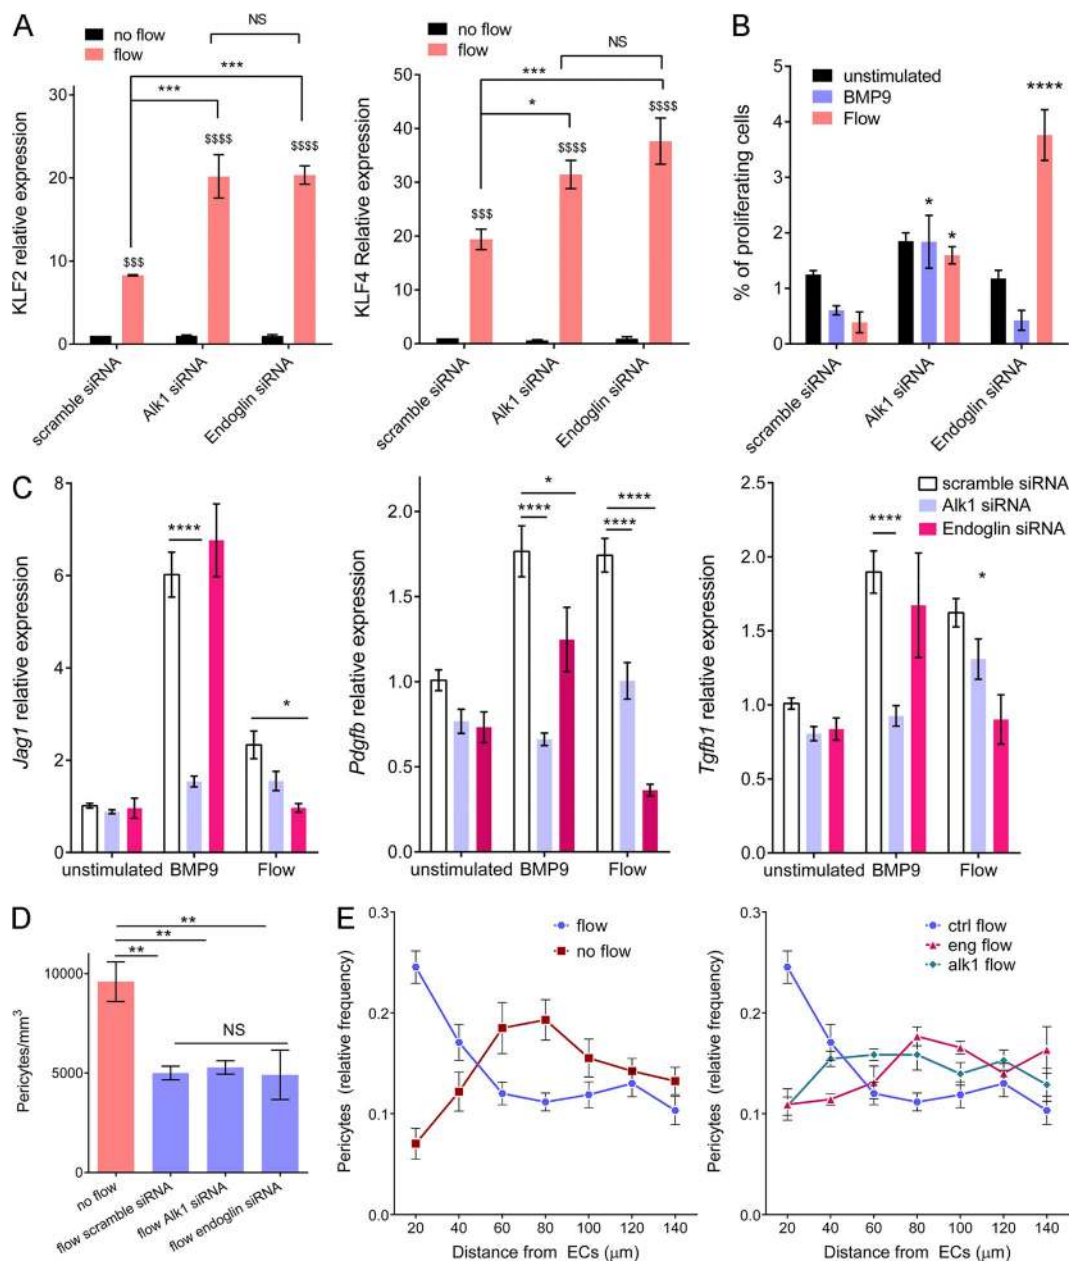 A
no flow
flow
NS
***
***
$$$
$$$$
$$$$
KLF2 relative expression
30
20
10
0
scramble siRNA
Alk1 siRNA
Endoglin siRNA
no flow
flow
NS
***
*
$$$
$$$$
$$$$
KLF4 Relative expression
50
40
30
20
10
0
scramble siRNA
Alk1 siRNA
Endoglin siRNA
B
unstimulated
BMP9
Flow
****
*
*
% of proliferating cells
5
4
3
2
1
0
scramble siRNA
Alk1 siRNA
Endoglin siRNA
C
Jag1 relative expression
8
6
4
2
0
****
*
unstimulated BMP9 Flow
Pdgfb relative expression
2.0
1.5
1.0
0.5
0.0
*
****
****
****
unstimulated BMP9 Flow
Tgfb1 relative expression
2.5
2.0
1.5
1.0
0.5
0.0
scramble siRNA
Alk1 siRNA
Endoglin siRNA
****
*
unstimulated BMP9 Flow
D
**
**
**
NS
Pericytes/mm3
10000
5000
0
no flow
flow scramble siRNA
flow Alk1 siRNA
flow endoglin siRNA
E
flow
no flow
Pericytes (relative frequency)
0.3
0.2
0.1
0.0
20 40 60 80 100 120 140
Distance from ECs (μm)
ctrl flow
eng flow
alk1 flow
Pericytes (relative frequency)
0.3
0.2
0.1
0.0
20 40 60 80 100 120 140
Distance from ECs (μm)